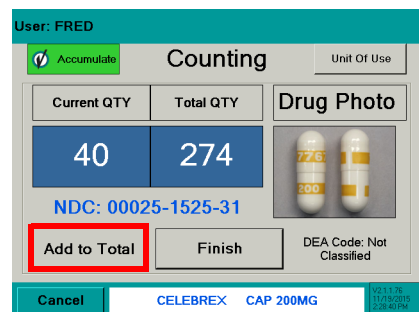 User: FRED
Accumulate
Counting
Unit Of Use
Current QTY
Total QTY
Drug Photo
40
274
7767
200
NDC: 00025-1525-31
Add to Total
Finish
DEA Code: Not
Classified
Cancel
CELEBREX CAP 200MG
V2.1.1.76
11/19/2015
2:28:40 PM